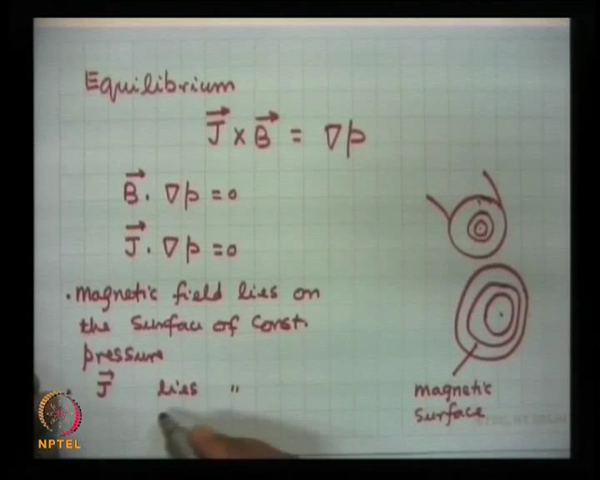 Equilibrium
J⃗ × B⃗ = ∇p
B⃗ . ∇p = 0
J⃗ . ∇p = 0
. Magnetic field lies on
the surface of const.
pressure
. J⃗ lies "
magnetic
surface
NPTEL